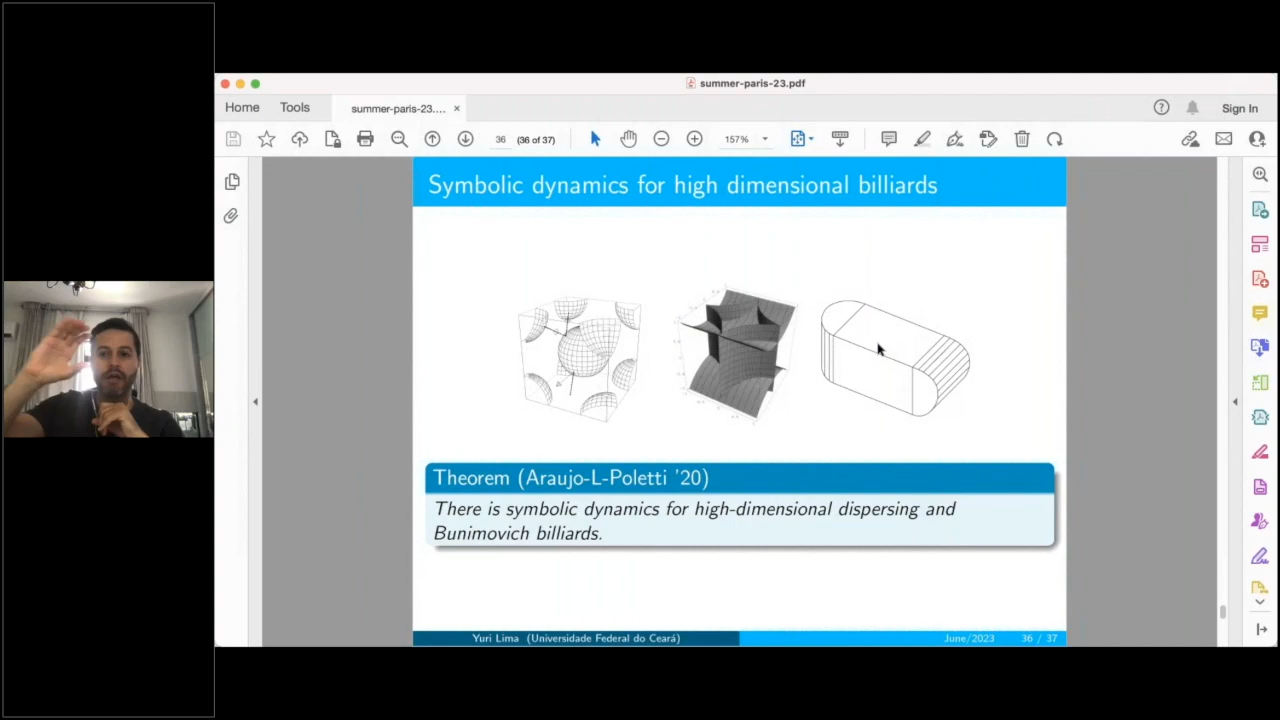 summer-paris-23.pdf
Home
Tools
summer-paris-23....
×
Sign In
36
(36 of 37)
157%
Symbolic dynamics for high dimensional billiards
Theorem (Araujo-L-Poletti '20)
There is symbolic dynamics for high-dimensional dispersing and
Bunimovich billiards.
Yuri Lima (Universidade Federal do Ceará)
June/2023
36 / 37